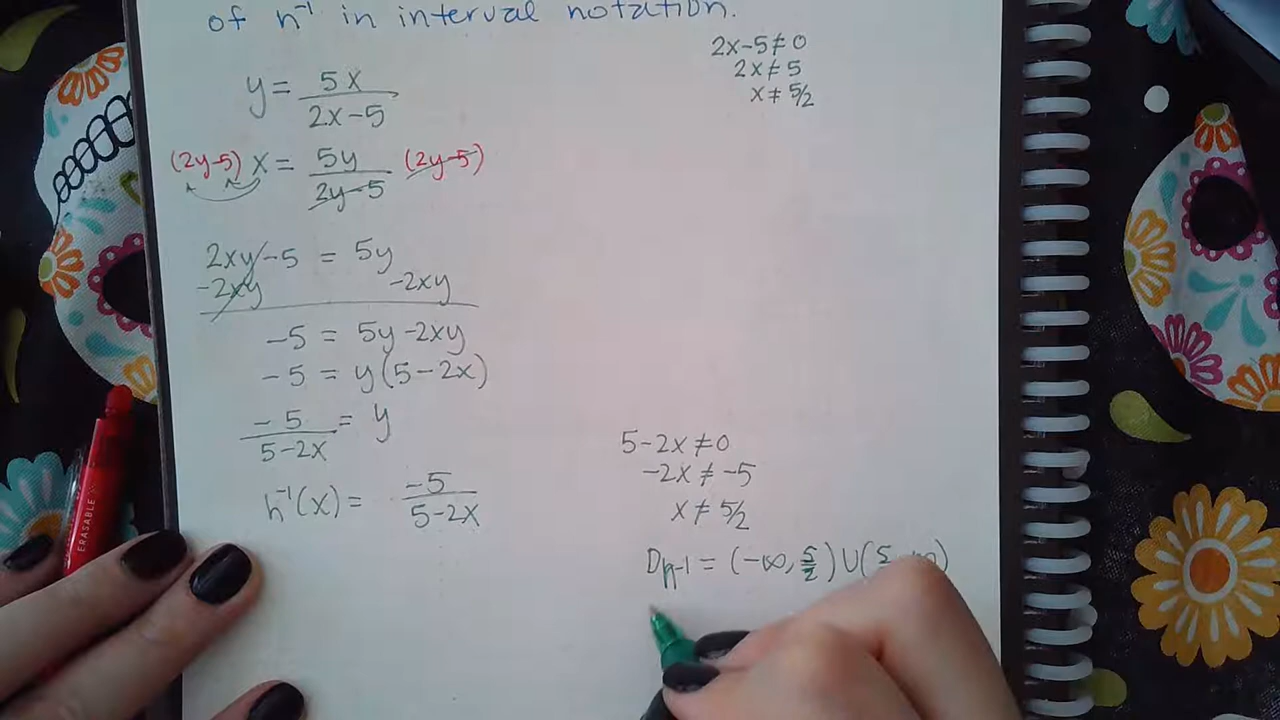 of h⁻¹ in interval notation.
2x-5≠0
2x≠5
x≠5/2
y = 5x / 2x-5
(2y-5) x = 5y / 2y-5 (2y-5)
2xy-5 = 5y
-2xy -2xy
-5 = 5y-2xy
-5 = y(5-2x)
-5 / 5-2x = y
h⁻¹(x) = -5 / 5-2x
5-2x≠0
-2x≠-5
x≠5/2
D h-1 = (-∞, 5/2) U (5
ERASABLE